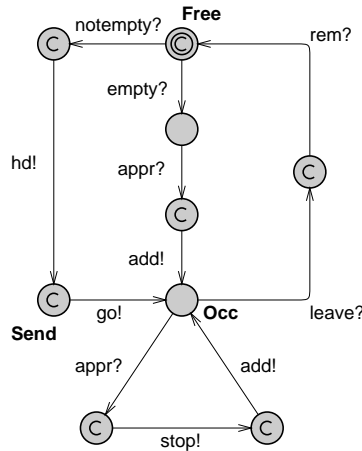 Free
notempty?
rem?
C
C
empty?
appr?
hd!
C
C
add!
C
Send
go!
Occ
leave?
appr?
add!
C
stop!
C